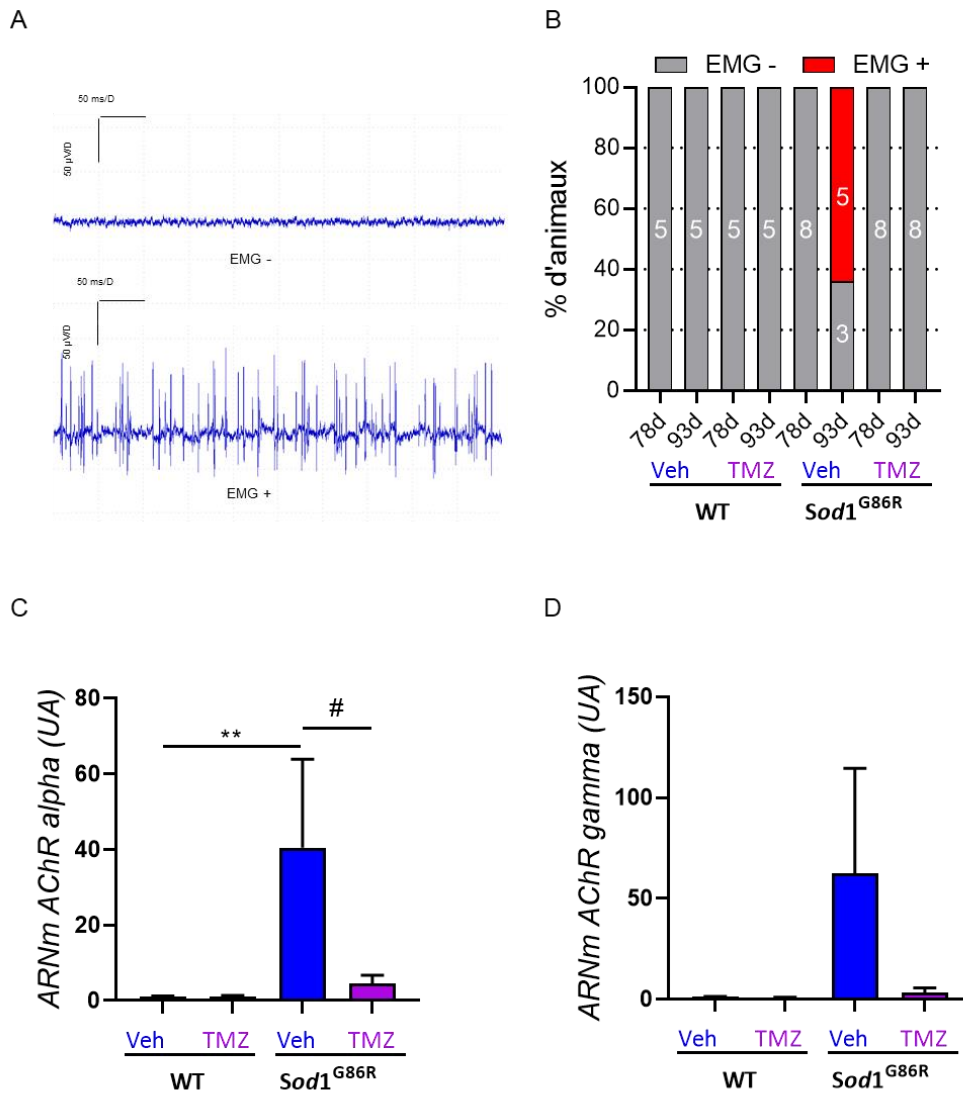 A
50 ms/D
50 µV/D
EMG -
50 ms/D
50 µV/D
EMG +
B
EMG - EMG +
% d'animaux
100
80
60
40
20
0
5 5 5 5 8 5 3 8 8
78d 93d 78d 93d 78d 93d 78d 93d
Veh TMZ Veh TMZ
WT Sod1G86R
C
ARNm AChR alpha (UA)
80
60
40
20
0
** #
Veh TMZ Veh TMZ
WT Sod1G86R
D
ARNm AChR gamma (UA)
150
100
50
0
Veh TMZ Veh TMZ
WT Sod1G86R